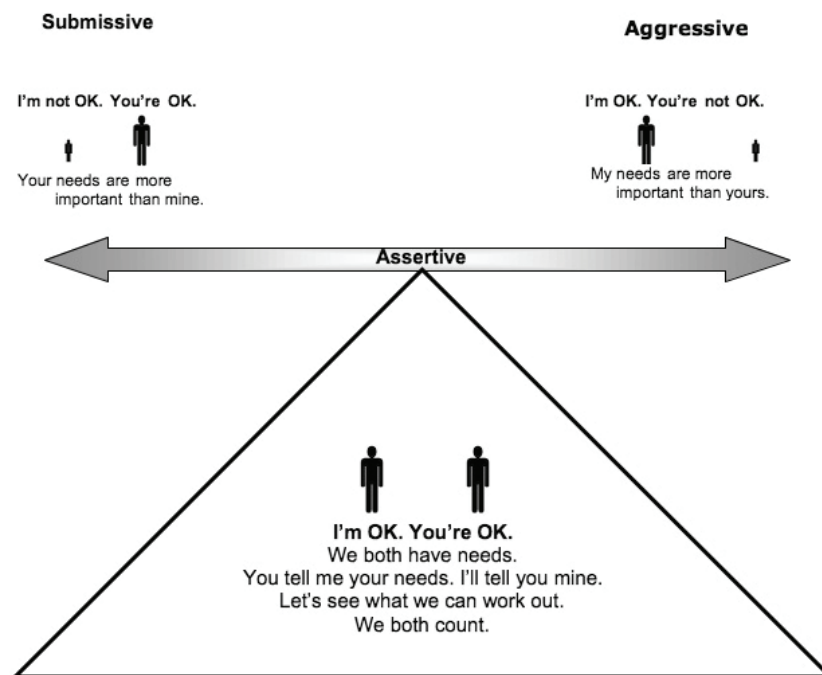 Submissive
Aggressive
I'm not OK. You're OK.
Your needs are more
important than mine.
I'm OK. You're not OK.
My needs are more
important than yours.
Assertive
I'm OK. You're OK.
We both have needs.
You tell me your needs. I'll tell you mine.
Let's see what we can work out.
We both count.